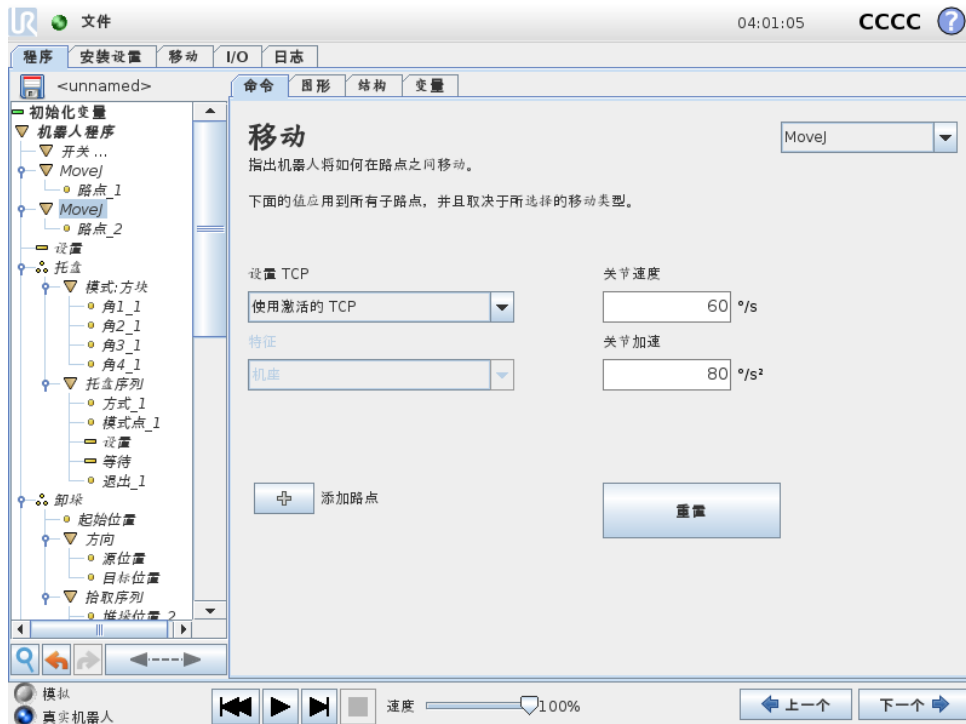 UR 文件 04:01:05 CCCC ?
程序 安装设置 移动 I/O 日志
<unnamed> 命令 图形 结构 变量
初始化变量
机器人程序
开关 ...
MoveJ
路点_1
MoveJ
路点_2
设置
托盘
模式:方块
角1_1
角2_1
角3_1
角4_1
托盘序列
方式_1
模式点_1
设置
等待
退出_1
卸垛
起始位置
方向
源位置
目标位置
拾取序列
堆垛位置_2
移动 MoveJ
指出机器人将如何在路点之间移动。
下面的值应用到所有子路点，并且取决于所选择的移动类型。
设置 TCP 关节速度
使用激活的 TCP 60 °/s
特征 关节加速
机座 80 °/s²
添加路点 重置
模拟
真实机器人
速度 100% 上一个 下一个